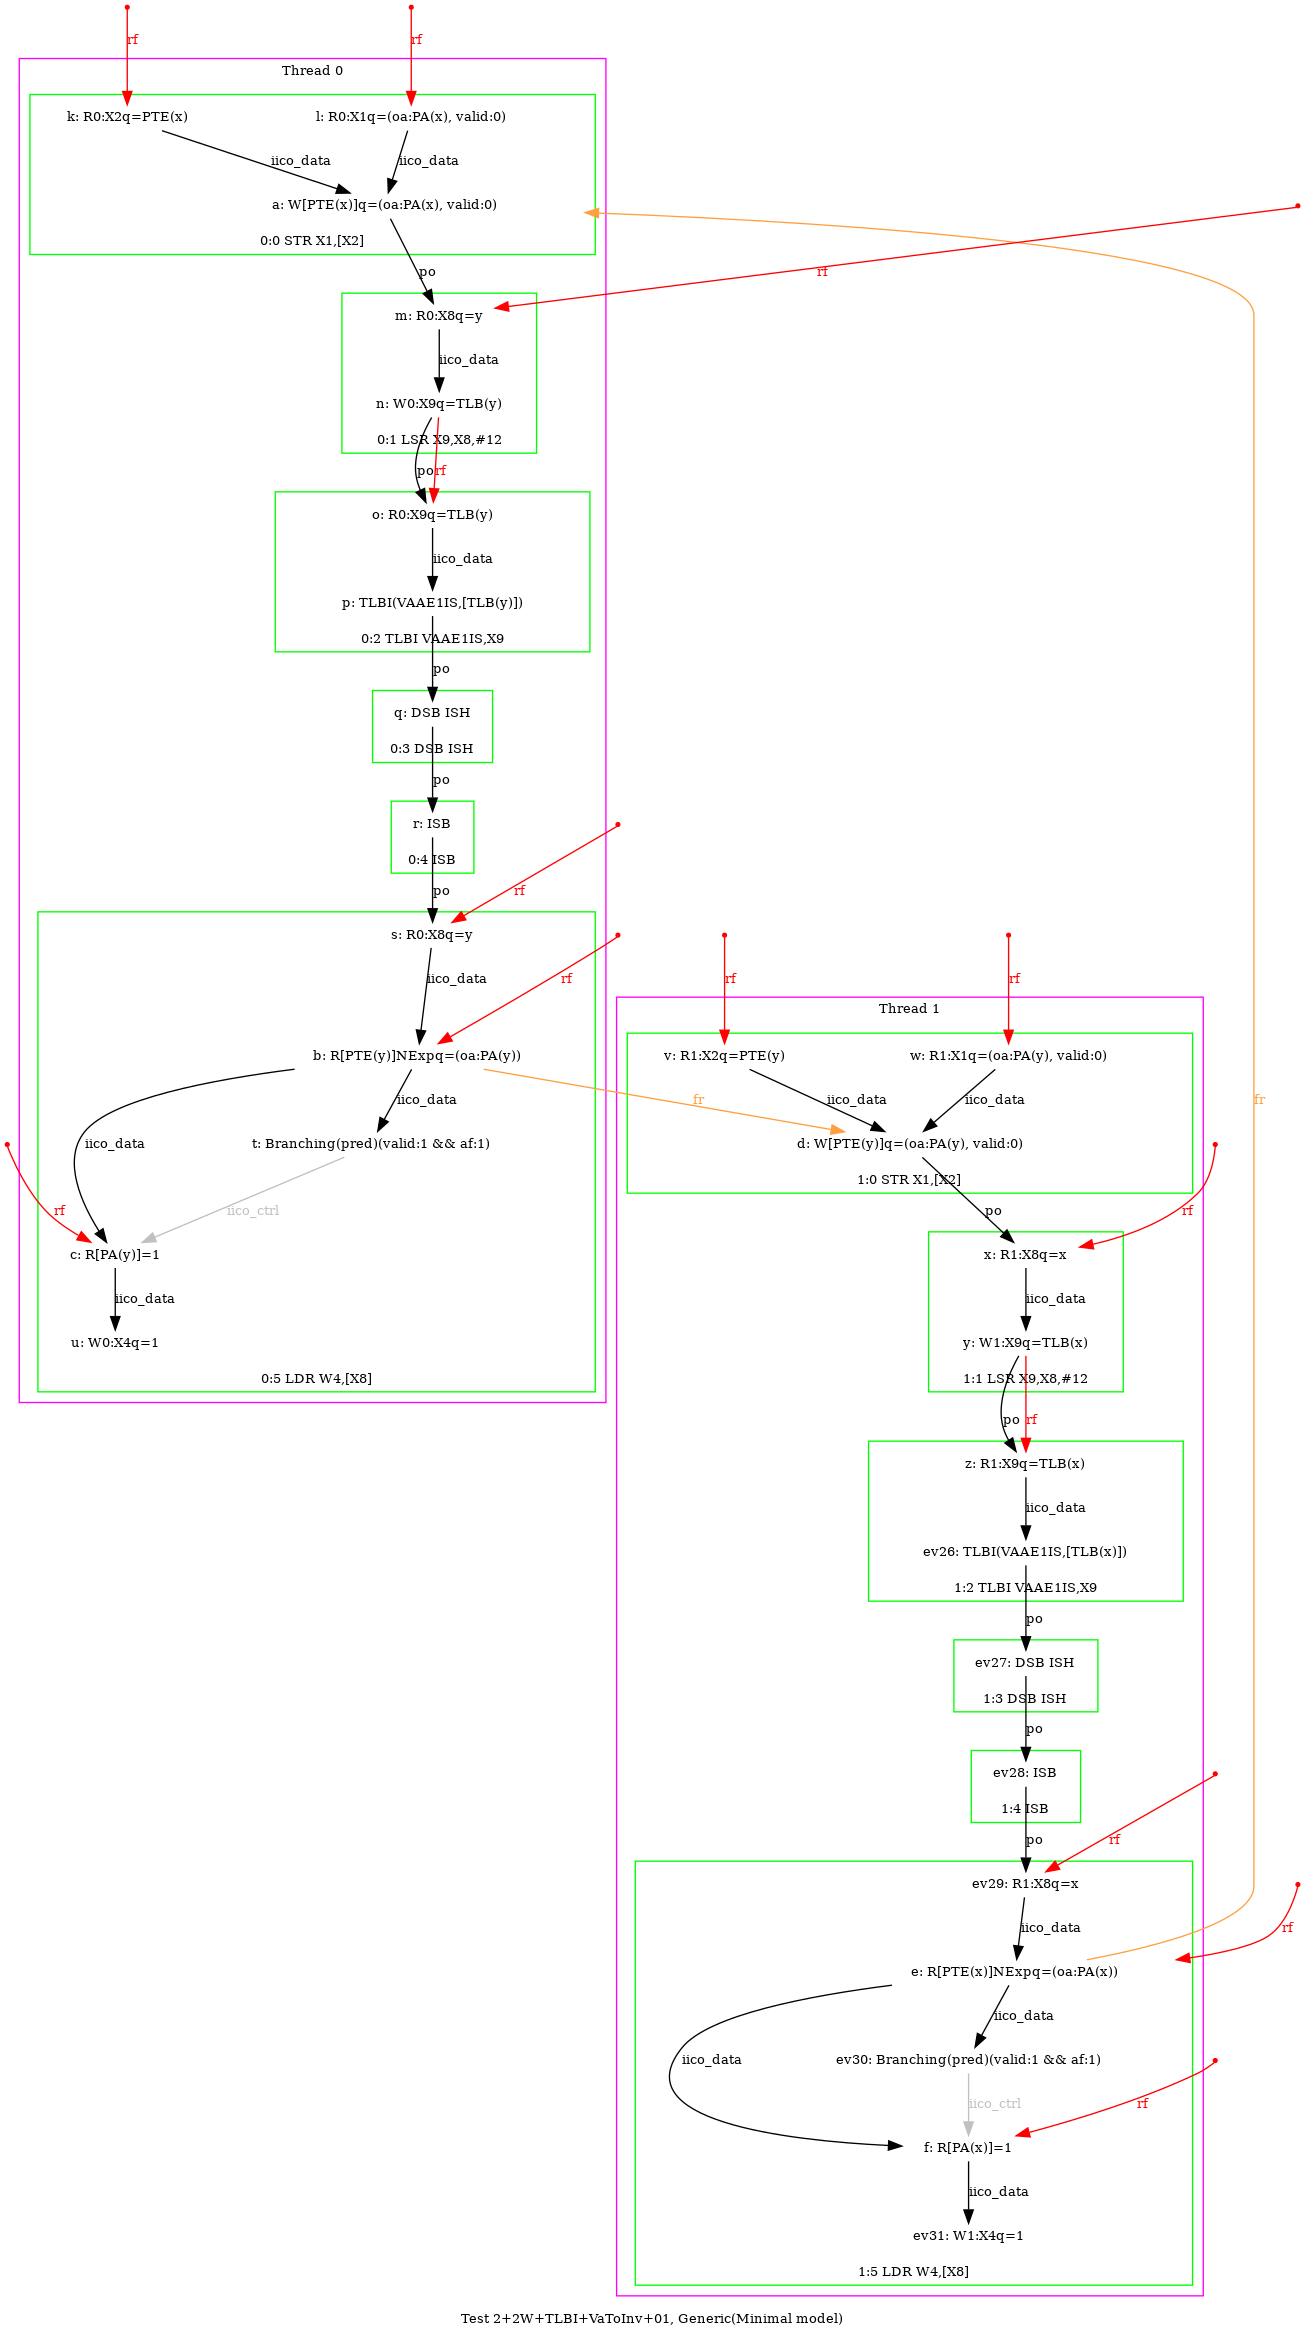 rf
rf
Thread 0
k: R0:X2q=PTE(x)
l: R0:X1q=(oa:PA(x), valid:0)
iico_data
iico_data
a: W[PTE(x)]q=(oa:PA(x), valid:0)
0:0 STR X1,[X2]
po
rf
m: R0:X8q=y
iico_data
n: W0:X9q=TLB(y)
0:1 LSR X9,X8,#12
po
rf
o: R0:X9q=TLB(y)
iico_data
p: TLBI(VAAE1IS,[TLB(y)])
0:2 TLBI VAAE1IS,X9
po
q: DSB ISH
0:3 DSB ISH
po
r: ISB
0:4 ISB
po
rf
s: R0:X8q=y
iico_data
rf
b: R[PTE(y)]NExpq=(oa:PA(y))
iico_data
fr
t: Branching(pred)(valid:1 && af:1)
iico_data
rf
iico_ctrl
c: R[PA(y)]=1
iico_data
u: W0:X4q=1
0:5 LDR W4,[X8]
rf
rf
Thread 1
v: R1:X2q=PTE(y)
w: R1:X1q=(oa:PA(y), valid:0)
iico_data
iico_data
fr
d: W[PTE(y)]q=(oa:PA(y), valid:0)
1:0 STR X1,[X2]
po
rf
x: R1:X8q=x
iico_data
y: W1:X9q=TLB(x)
1:1 LSR X9,X8,#12
po
rf
z: R1:X9q=TLB(x)
iico_data
ev26: TLBI(VAAE1IS,[TLB(x)])
1:2 TLBI VAAE1IS,X9
po
ev27: DSB ISH
1:3 DSB ISH
po
ev28: ISB
1:4 ISB
po
rf
ev29: R1:X8q=x
iico_data
rf
e: R[PTE(x)]NExpq=(oa:PA(x))
iico_data
iico_data
ev30: Branching(pred)(valid:1 && af:1)
iico_ctrl
rf
f: R[PA(x)]=1
iico_data
ev31: W1:X4q=1
1:5 LDR W4,[X8]
Test 2+2W+TLBI+VaToInv+01, Generic(Minimal model)